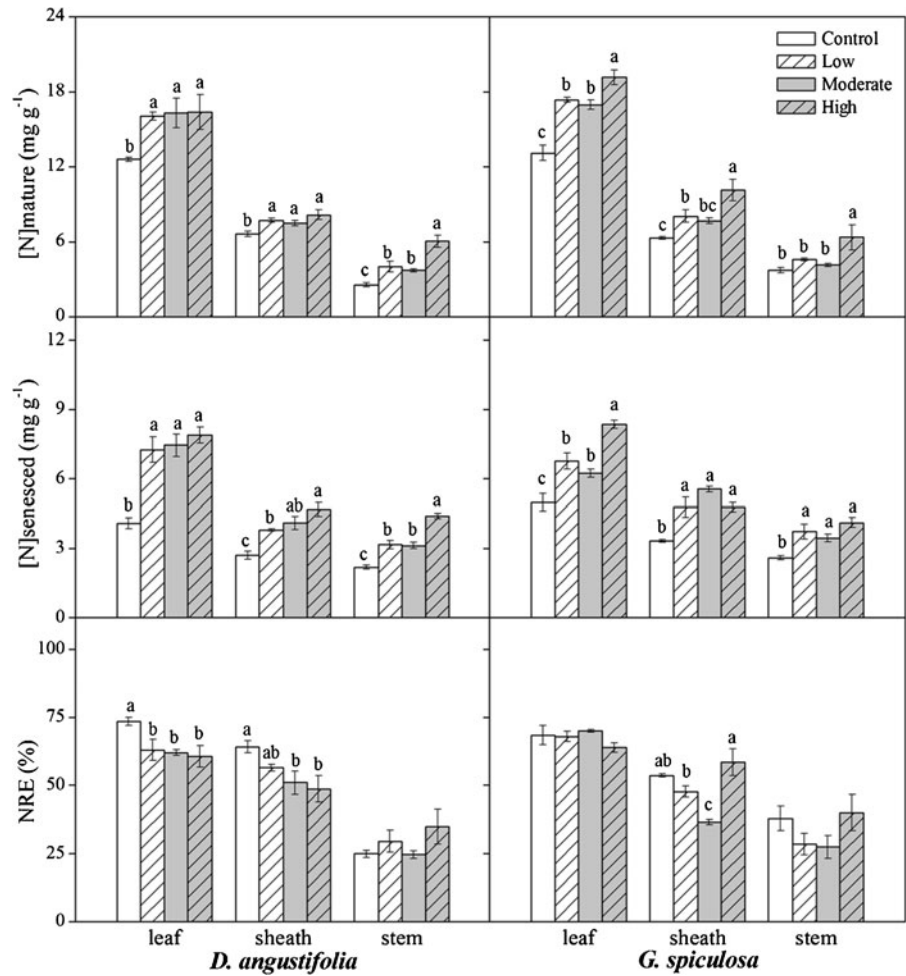 24
18
12
6
0
[N]mature (mg g⁻¹)
b a a a
b a a a
c b b a
c b b a
c b bc a
b b b a
Control
Low
Moderate
High
12
9
6
3
0
[N]senesced (mg g⁻¹)
b a a a
c b ab a
c b b a
c b b a
b a a a
b a a a
100
75
50
25
0
NRE (%)
a b b b
a ab b b
ab b c a
leaf sheath stem leaf sheath stem
D. angustifolia G. spiculosa